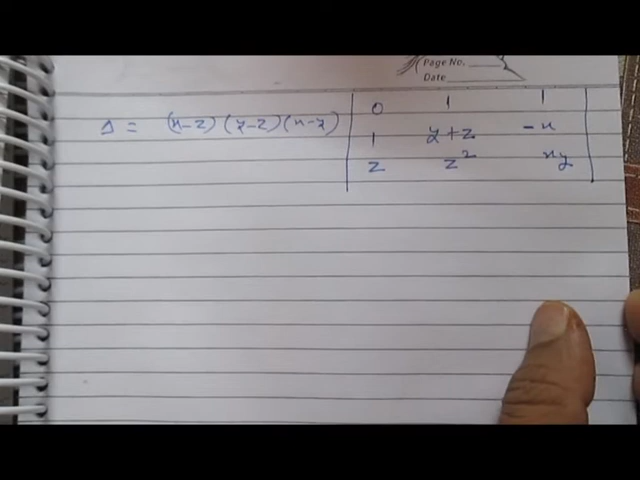 Page No.
Date
Δ = (x-z) (y-z) (x-y) | 0 1 1 |
1 y+z -x
z z² xy